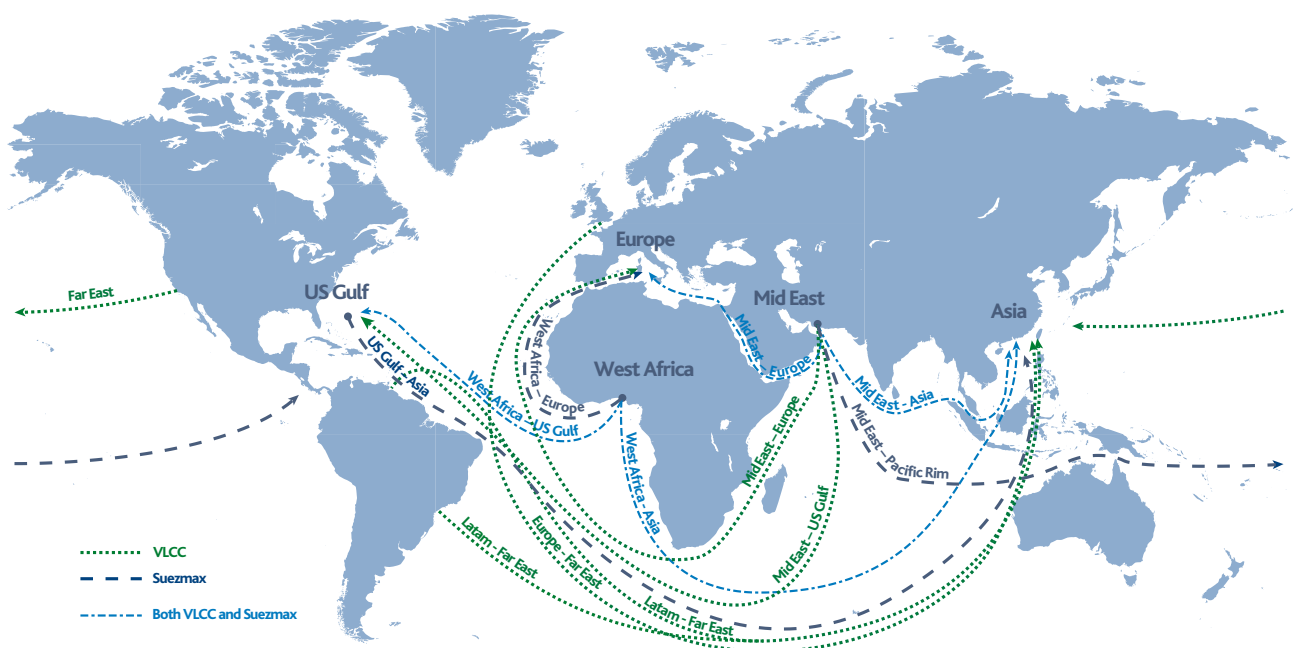 Europe
Far East
US Gulf
Mid East
Asia
US Gulf - Asia
West Africa – Europe
West Africa
Mid East – Europe
Mid East - Asia
West Africa – US Gulf
Mid East – Europe
Mid East – Pacific Rim
West Africa - Asia
Mid East – US Gulf
Latam - Far East
Europe - Far East
Latam - Far East
VLCC
Suezmax
Both VLCC and Suezmax